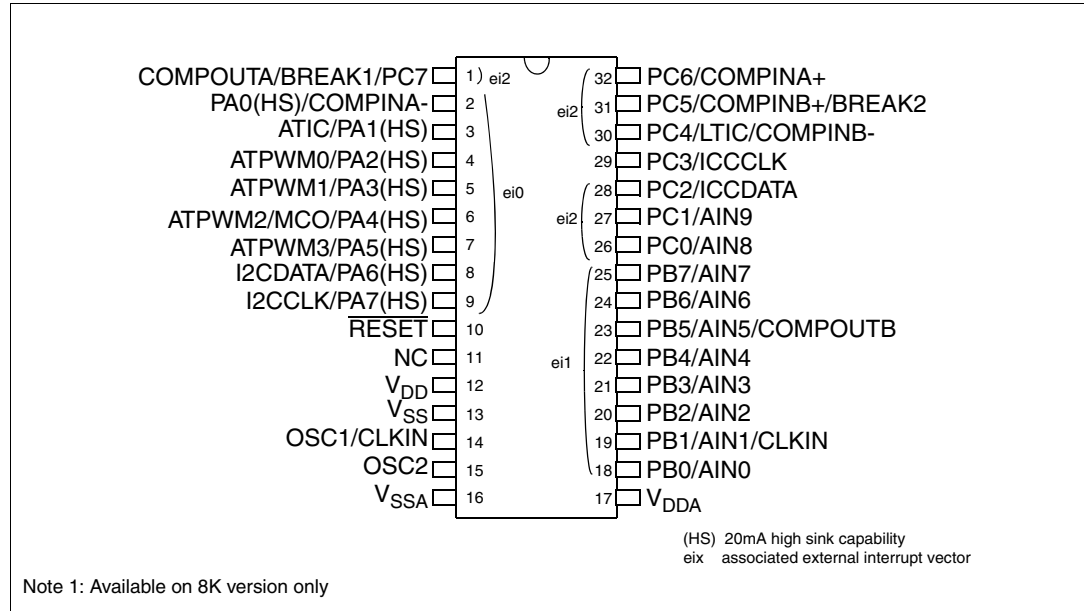 COMPOUTA/BREAK1/PC7 1 ei2
PA0(HS)/COMPINA- 2
ATIC/PA1(HS) 3
ATPWM0/PA2(HS) 4
ATPWM1/PA3(HS) 5
ei0
ATPWM2/MCO/PA4(HS) 6
ATPWM3/PA5(HS) 7
I2CDATA/PA6(HS) 8
I2CCLK/PA7(HS) 9
RESET 10
NC 11
VDD 12
VSS 13
OSC1/CLKIN 14
OSC2 15
VSSA 16
32 PC6/COMPINA+
ei2 31 PC5/COMPINB+/BREAK2
30 PC4/LTIC/COMPINB-
29 PC3/ICCCLK
28 PC2/ICCDATA
ei2 27 PC1/AIN9
26 PC0/AIN8
25 PB7/AIN7
24 PB6/AIN6
23 PB5/AIN5/COMPOUTB
ei1 22 PB4/AIN4
21 PB3/AIN3
20 PB2/AIN2
19 PB1/AIN1/CLKIN
18 PB0/AIN0
17 VDDA
(HS) 20mA high sink capability
eix associated external interrupt vector
Note 1: Available on 8K version only